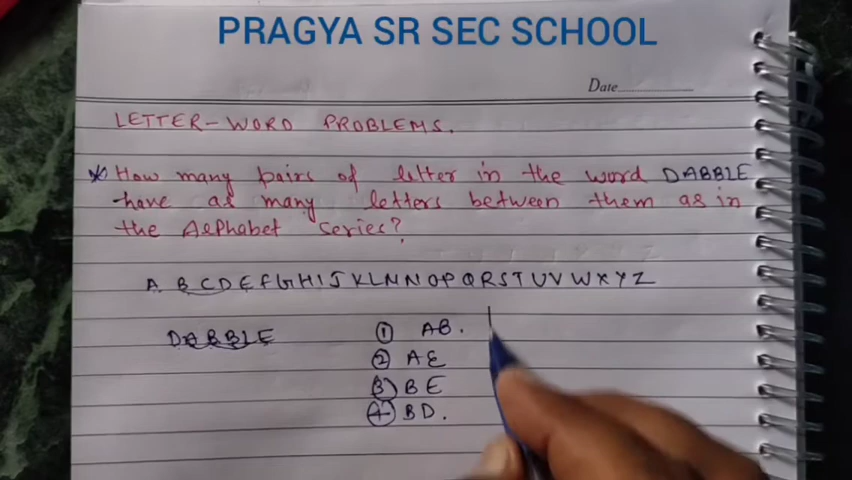 PRAGYA SR SEC SCHOOL
Date
LETTER-WORD PROBLEMS.
* How many pairs of letter in the word DABBLE
have as many letters between them as in
the Alphabet series?
A B C D E F G H I J K L M N O P Q R S T U V W X Y Z
DABBLE
① AB.
② AE
③ BE
④ BD.